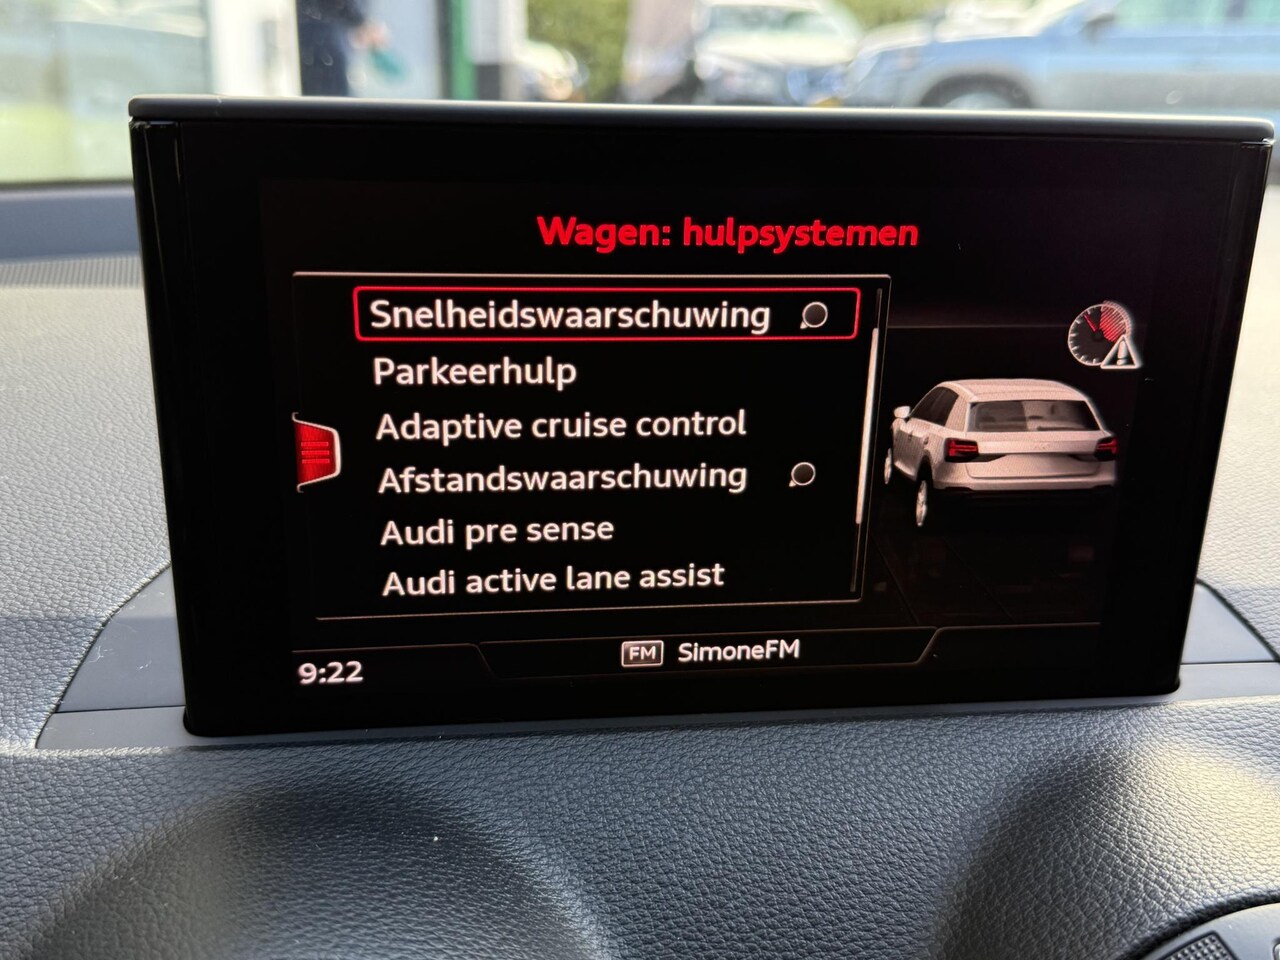 Wagen: hulpsystemen
Snelheidswaarschuwing
Parkeerhulp
Adaptive cruise control
Afstandswaarschuwing
Audi pre sense
Audi active lane assist
9:22
FM SimoneFM